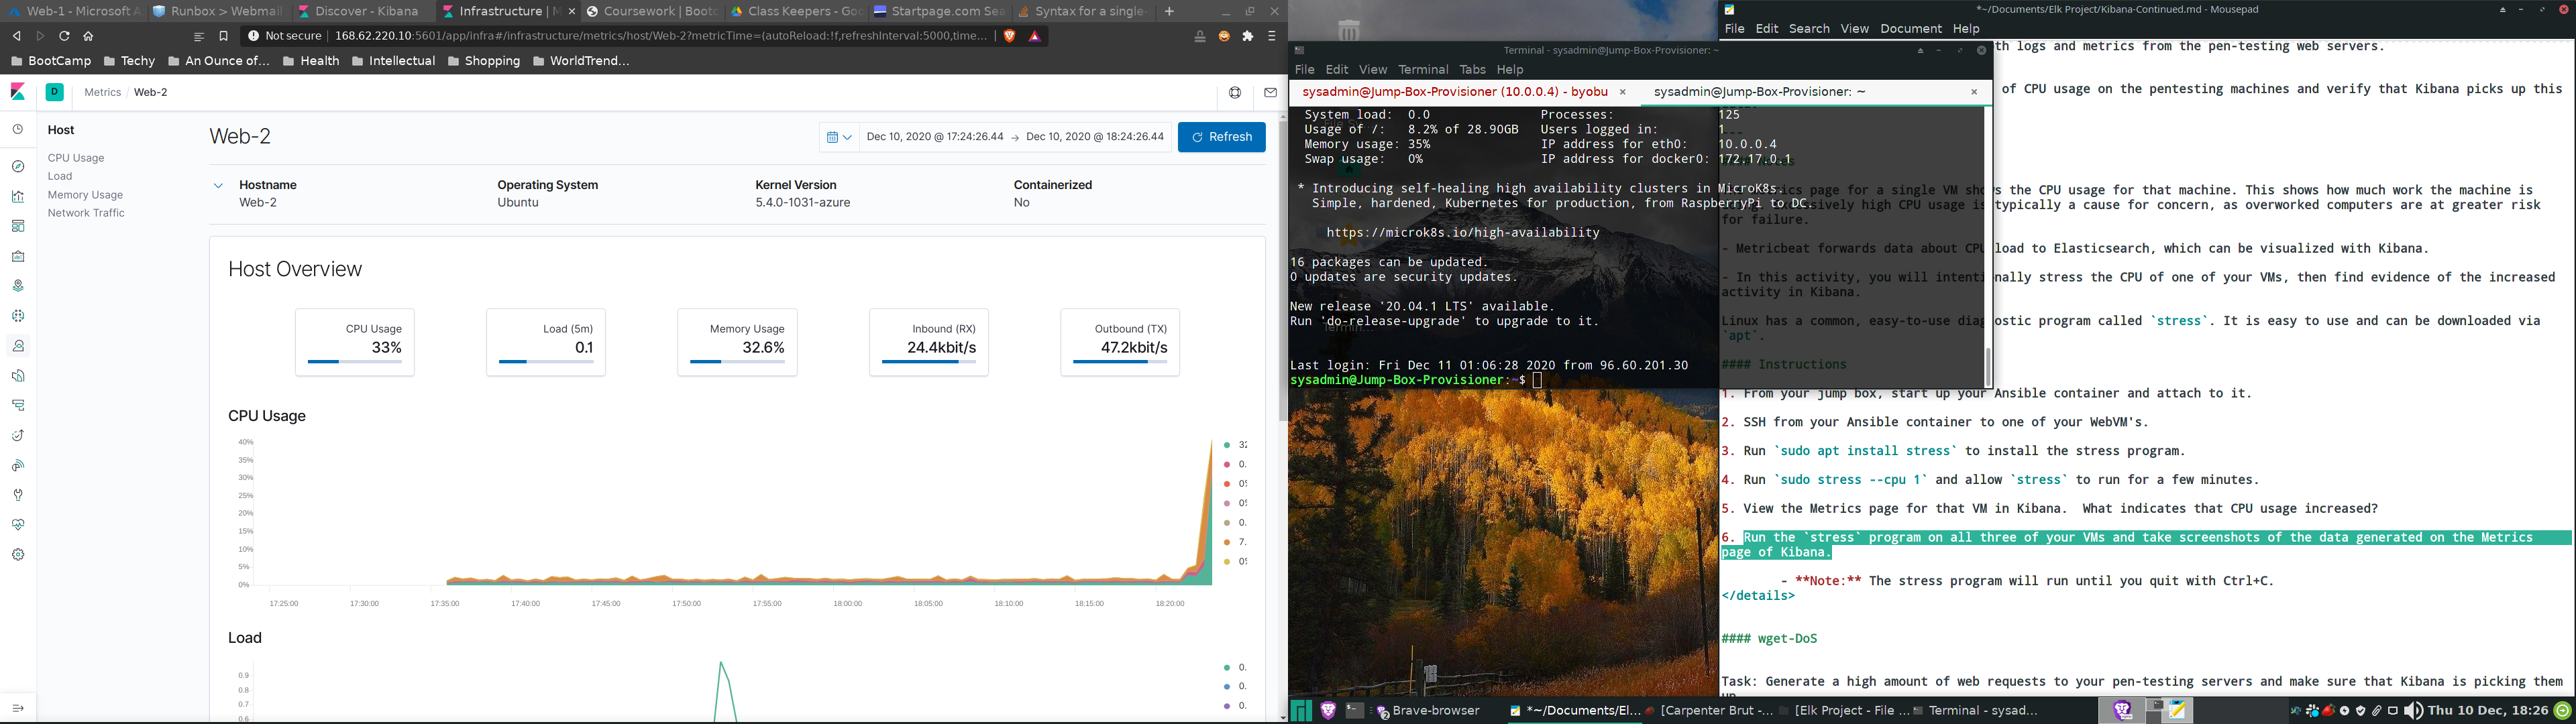 Web-1 - Microsoft A
Runbox > Webmail
Discover - Kibana
Infrastructure | M
Coursework | Bootc
Class Keepers - Goo
Startpage.com Sea
Syntax for a single-
Not secure
168.62.220.10:5601/app/infra#/infrastructure/metrics/host/Web-2?metricTime=(autoReload:!f,refreshInterval:5000,time...
BootCamp
Techy
An Ounce of...
Health
Intellectual
Shopping
WorldTrend...
D
Metrics / Web-2
Host
CPU Usage
Load
Memory Usage
Network Traffic
Web-2
Dec 10, 2020 @ 17:24:26.44 → Dec 10, 2020 @ 18:24:26.44
Refresh
Hostname
Web-2
Operating System
Ubuntu
Kernel Version
5.4.0-1031-azure
Containerized
No
Host Overview
CPU Usage
33%
Load (5m)
0.1
Memory Usage
32.6%
Inbound (RX)
24.4kbit/s
Outbound (TX)
47.2kbit/s
CPU Usage
40%
35%
30%
25%
20%
15%
10%
5%
0%
17:25:00 17:30:00 17:35:00 17:40:00 17:45:00 17:50:00 17:55:00 18:00:00 18:05:00 18:10:00 18:15:00 18:20:00
Load
0.9
0.8
0.7
0.6
Terminal - sysadmin@Jump-Box-Provisioner: ~
File Edit View Terminal Tabs Help
sysadmin@Jump-Box-Provisioner (10.0.0.4) - byobu
sysadmin@Jump-Box-Provisioner: ~
System load: 0.0 Processes: 125
Usage of /: 8.2% of 28.90GB Users logged in: 1
Memory usage: 35% IP address for eth0: 10.0.0.4
Swap usage: 0% IP address for docker0: 172.17.0.1
* Introducing self-healing high availability clusters in MicroK8s.
Simple, hardened, Kubernetes for production, from RaspberryPi to DC.
https://microk8s.io/high-availability
16 packages can be updated.
0 updates are security updates.
New release '20.04.1 LTS' available.
Run 'do-release-upgrade' to upgrade to it.
Last login: Fri Dec 11 01:06:28 2020 from 96.60.201.30
sysadmin@Jump-Box-Provisioner:~$
*~/Documents/Elk Project/Kibana-Continued.md - Mousepad
File Edit Search View Document Help
th logs and metrics from the pen-testing web servers.
of CPU usage on the pentesting machines and verify that Kibana picks up this
page for a single VM shows the CPU usage for that machine. This shows how much work the machine is
high CPU usage is typically a cause for concern, as overworked computers are at greater risk
for failure.
- Metricbeat forwards data about CPU load to Elasticsearch, which can be visualized with Kibana.
- In this activity, you will intentionally stress the CPU of one of your VMs, then find evidence of the increased
activity in Kibana.
Linux has a common, easy-to-use diagnostic program called `stress`. It is easy to use and can be downloaded via
`apt`.
#### Instructions
1. From your jump box, start up your Ansible container and attach to it.
2. SSH from your Ansible container to one of your WebVM's.
3. Run `sudo apt install stress` to install the stress program.
4. Run `sudo stress --cpu 1` and allow `stress` to run for a few minutes.
5. View the Metrics page for that VM in Kibana. What indicates that CPU usage increased?
6. Run the `stress` program on all three of your VMs and take screenshots of the data generated on the Metrics
page of Kibana.
- **Note:** The stress program will run until you quit with Ctrl+C.
</details>
#### wget-DoS
Task: Generate a high amount of web requests to your pen-testing servers and make sure that Kibana is picking them
Brave-browser
*~/Documents/El...
[Carpenter Brut -...
[Elk Project - File ...
Terminal - sysad...
Thu 10 Dec, 18:26